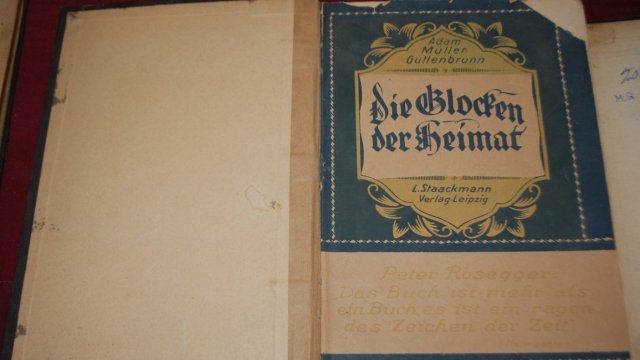 Adam
Müller
Guttenbrunn
Die Glocken
der Heimat
L. Staackmann
Verlag-Leipzig
Peter Rosegger:
„Das Buch ist mehr als
ein Buch, es ist ein ragen-
des Zeichen der Zeit"